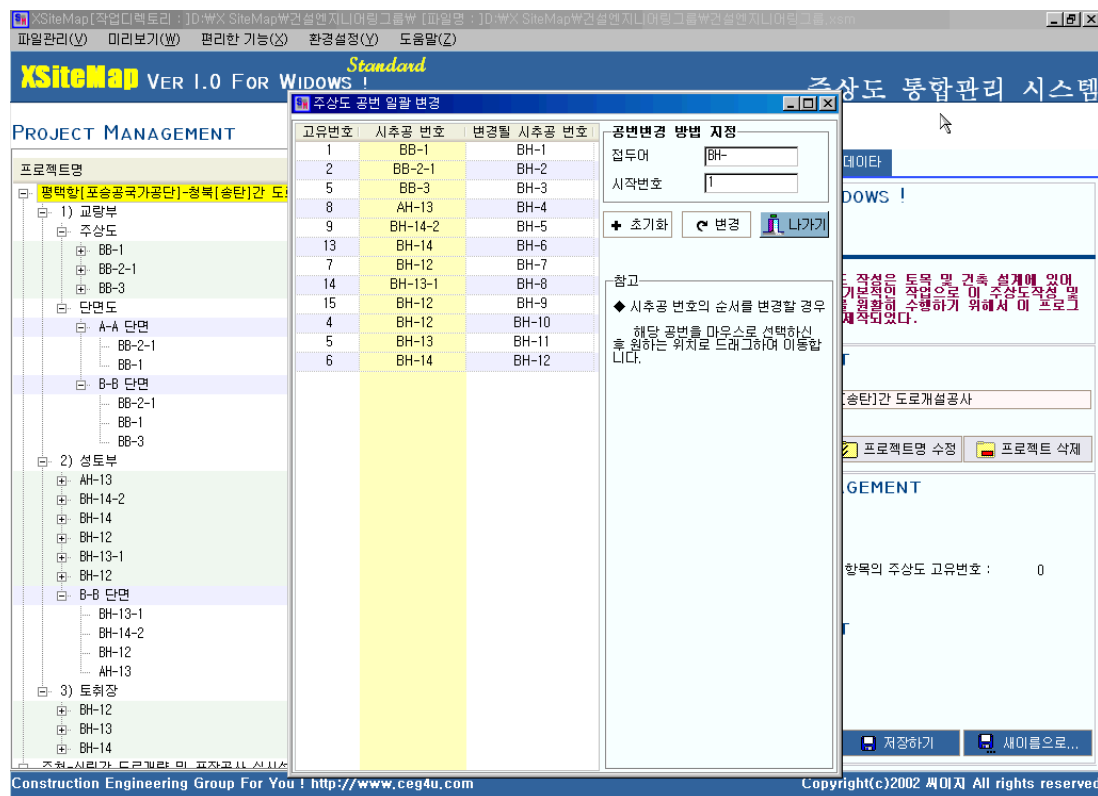 XSiteMap[작업디렉토리 : ]D:₩X SiteMap₩건설엔지니어링그룹₩ [파일명 : ]D:₩X SiteMap₩건설엔지니어링그룹₩건설엔지니어링그룹.xsm
파일관리(V) 미리보기(W) 편리한 기능(X) 환경설정(Y) 도움말(Z)
XSiteMap VER 1.0 FOR WIDOWS !
Standard
주상도 통합관리 시스템
PROJECT MANAGEMENT
프로젝트명
평택항[포승공국가공단]-청북[송탄]간 도로
1) 교량부
주상도
BB-1
BB-2-1
BB-3
단면도
A-A 단면
BB-2-1
BB-1
B-B 단면
BB-2-1
BB-1
BB-3
2) 성토부
AH-13
BH-14-2
BH-14
BH-12
BH-13-1
BH-12
B-B 단면
BH-13-1
BH-14-2
BH-12
AH-13
3) 토취장
BH-12
BH-13
BH-14
주상도 공번 일괄 변경
고유번호 시추공 번호 변경될 시추공 번호
1 BB-1 BH-1
2 BB-2-1 BH-2
5 BB-3 BH-3
8 AH-13 BH-4
9 BH-14-2 BH-5
13 BH-14 BH-6
7 BH-12 BH-7
14 BH-13-1 BH-8
15 BH-12 BH-9
4 BH-12 BH-10
5 BH-13 BH-11
6 BH-14 BH-12
공번변경 방법 지정
접두어 BH-
시작번호 1
초기화 변경 나가기
참고
◆ 시추공 번호의 순서를 변경할 경우
해당 공번을 마우스로 선택하신
후 원하는 위치로 드래그하여 이동합
니다.
데이타
DOWS !
작성은 토목 및 건축 설계에 있어
기본적인 작업으로 이 주상도작성 및
원활히 수행하기 위해서 이 프로그
제작되었다.
T
[송탄]간 도로개설공사
프로젝트명 수정 프로젝트 삭제
GEMENT
항목의 주상도 고유번호 : 0
T
저장하기 새이름으로...
Construction Engineering Group For You ! http://www.ceg4u.com
Copyright(c)2002 씨이지 All rights reserved